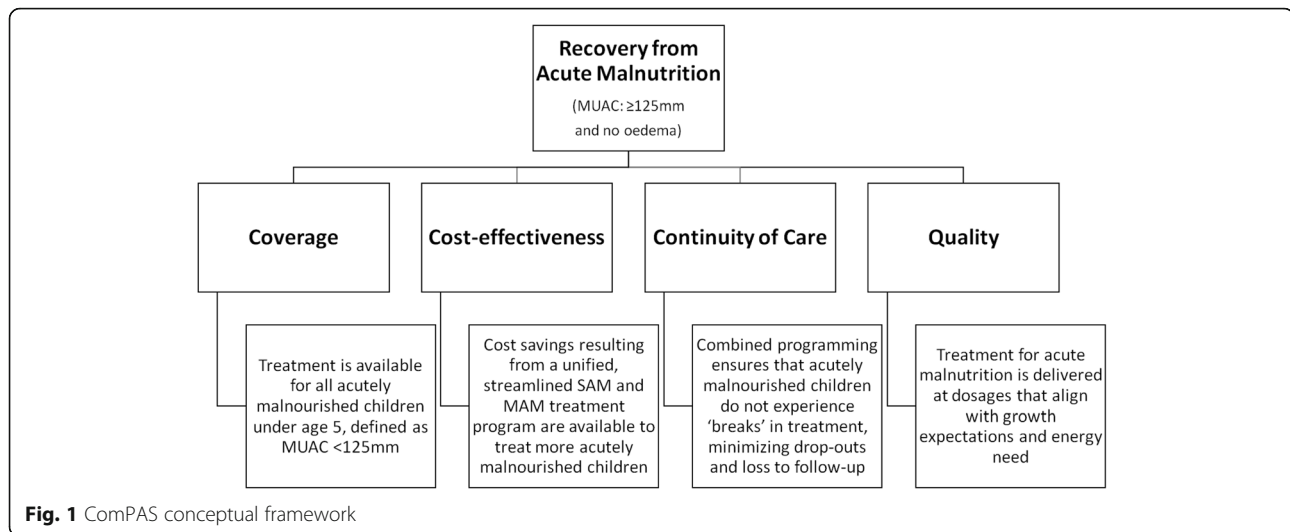 Recovery from
Acute Malnutrition
(MUAC: ≥125mm
and no oedema)
Coverage
Cost-effectiveness
Continuity of Care
Quality
Treatment is available
for all acutely
malnourished children
under age 5, defined as
MUAC <125mm
Cost savings resulting
from a unified,
streamlined SAM and
MAM treatment
program are available to
treat more acutely
malnourished children
Combined programming
ensures that acutely
malnourished children
do not experience
‘breaks’ in treatment,
minimizing drop-outs
and loss to follow-up
Treatment for acute
malnutrition is delivered
at dosages that align
with growth
expectations and energy
need
Fig. 1 ComPAS conceptual framework